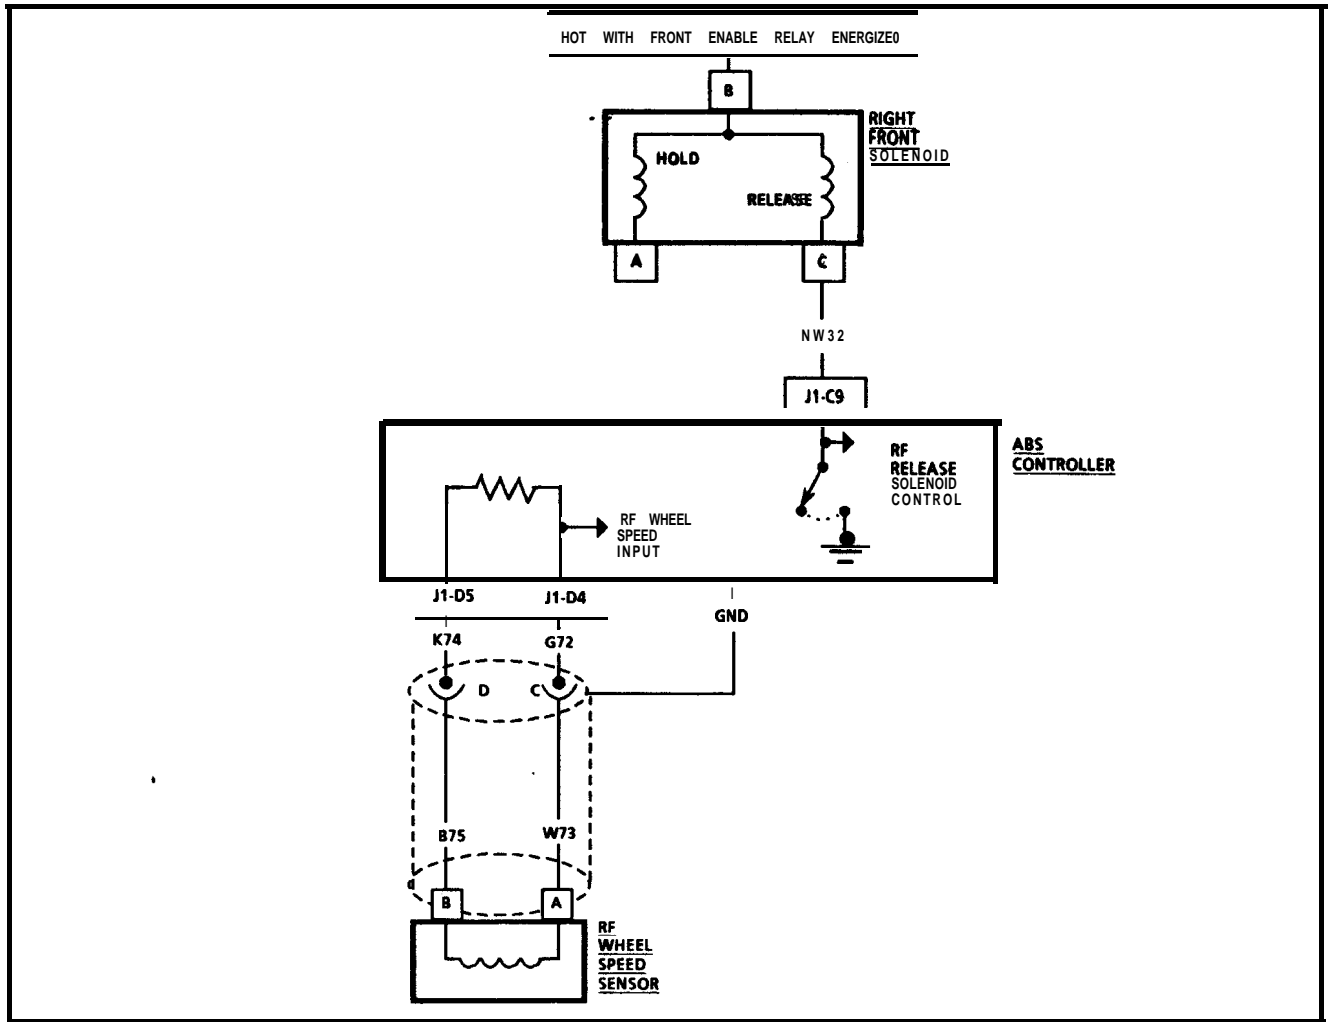 HOT WITH FRONT ENABLE RELAY ENERGIZE0
B
RIGHT
FRONT
SOLENOID
HOLD
RELEASE
A
C
NW32
J1-C9
ABS
CONTROLLER
RF
RELEASE
SOLENOID
CONTROL
RF WHEEL
SPEED
INPUT
J1-D5
J1-D4
GND
K74
G72
D
C
B75
W73
B
A
RF
WHEEL
SPEED
SENSOR